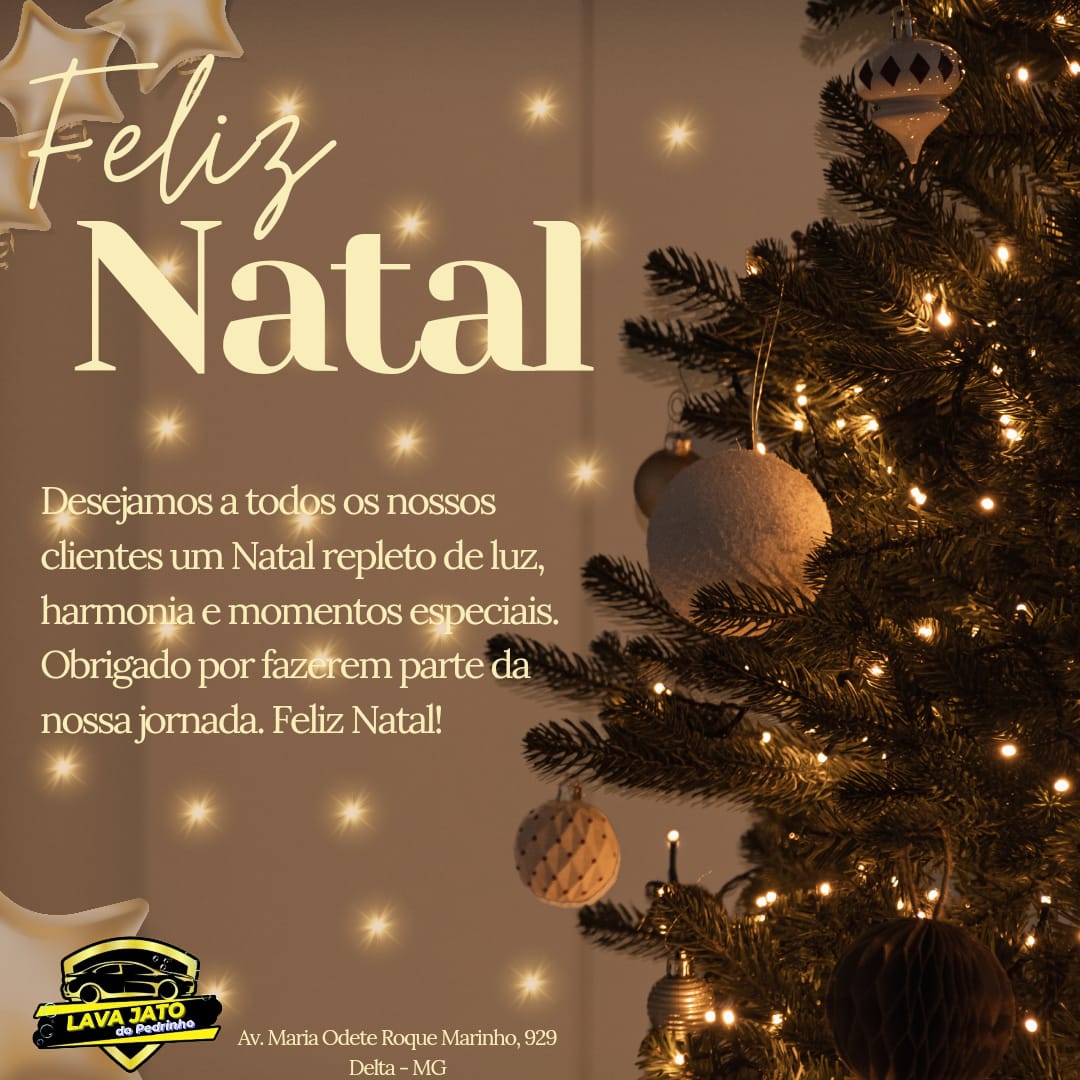 Feliz
Natal
Desejamos a todos os nossos
clientes um Natal repleto de luz,
harmonia e momentos especiais.
Obrigado por fazerem parte da
nossa jornada. Feliz Natal!
LAVA JATO
do Pedrinho
Av. Maria Odete Roque Marinho, 929
Delta - MG